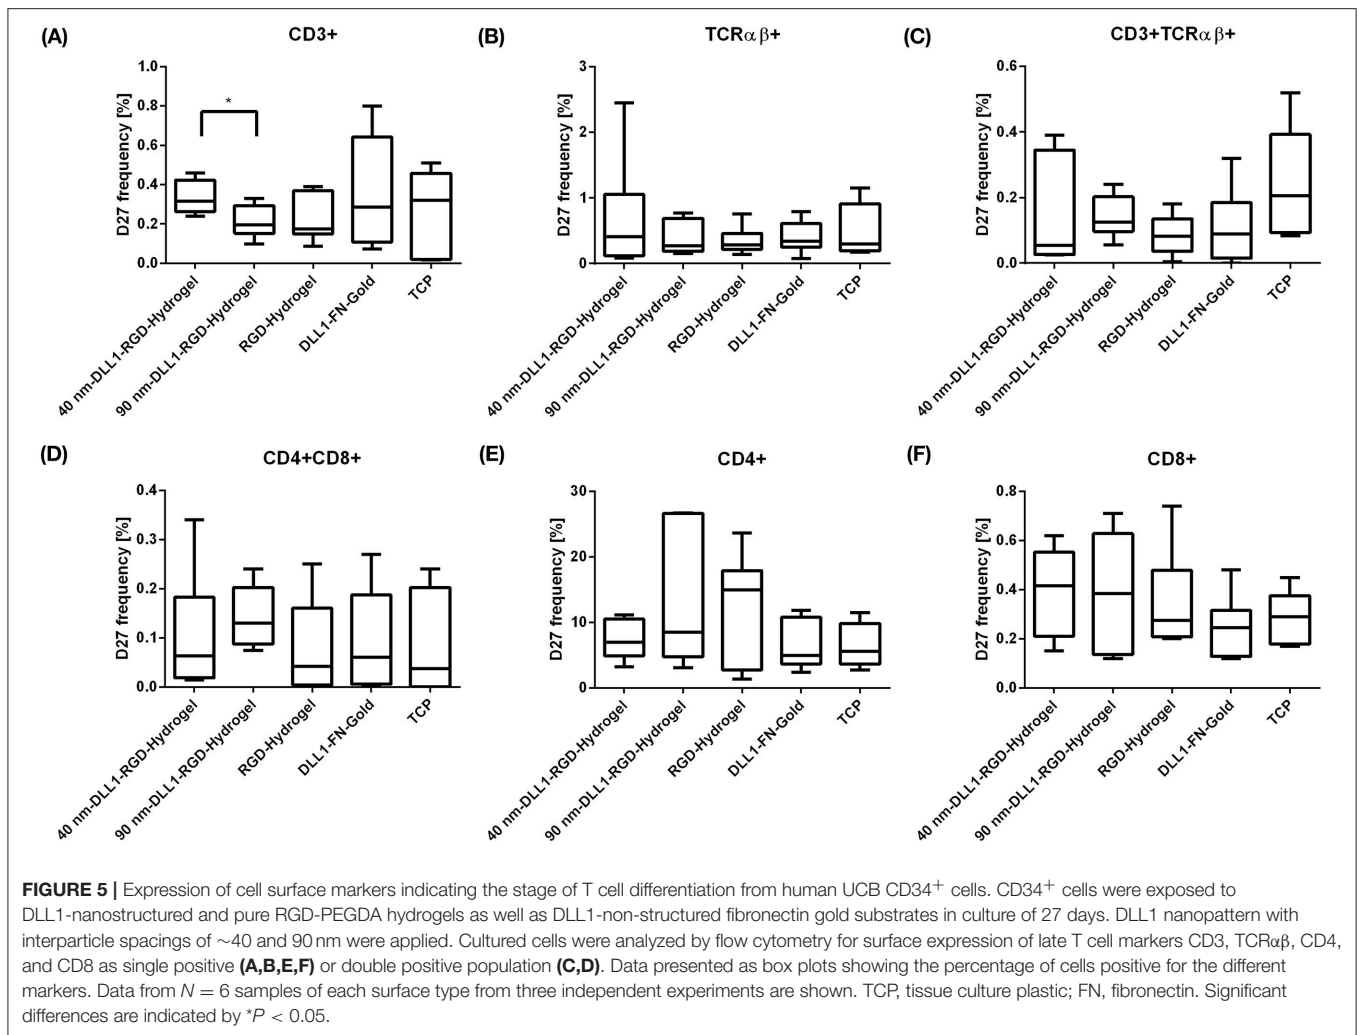 (A) CD3+
D27 frequency [%]
1.0
0.8
0.6
0.4
0.2
0.0
*
40 nm-DLL1-RGD-Hydrogel
90 nm-DLL1-RGD-Hydrogel
RGD-Hydrogel
DLL1-FN-Gold
TCP
(B) TCRα β+
D27 frequency [%]
3
2
1
0
40 nm-DLL1-RGD-Hydrogel
90 nm-DLL1-RGD-Hydrogel
RGD-Hydrogel
DLL1-FN-Gold
TCP
(C) CD3+TCRα β+
D27 frequency [%]
0.6
0.4
0.2
0.0
40 nm-DLL1-RGD-Hydrogel
90 nm-DLL1-RGD-Hydrogel
RGD-Hydrogel
DLL1-FN-Gold
TCP
(D) CD4+CD8+
D27 frequency [%]
0.4
0.3
0.2
0.1
0.0
40 nm-DLL1-RGD-Hydrogel
90 nm-DLL1-RGD-Hydrogel
RGD-Hydrogel
DLL1-FN-Gold
TCP
(E) CD4+
D27 frequency [%]
30
20
10
0
40 nm-DLL1-RGD-Hydrogel
90 nm-DLL1-RGD-Hydrogel
RGD-Hydrogel
DLL1-FN-Gold
TCP
(F) CD8+
D27 frequency [%]
0.8
0.6
0.4
0.2
0.0
40 nm-DLL1-RGD-Hydrogel
90 nm-DLL1-RGD-Hydrogel
RGD-Hydrogel
DLL1-FN-Gold
TCP
FIGURE 5 | Expression of cell surface markers indicating the stage of T cell differentiation from human UCB CD34+ cells. CD34+ cells were exposed to
DLL1-nanostructured and pure RGD-PEGDA hydrogels as well as DLL1-non-structured fibronectin gold substrates in culture of 27 days. DLL1 nanopattern with
interparticle spacings of ~40 and 90 nm were applied. Cultured cells were analyzed by flow cytometry for surface expression of late T cell markers CD3, TCRαβ, CD4,
and CD8 as single positive (A,B,E,F) or double positive population (C,D). Data presented as box plots showing the percentage of cells positive for the different
markers. Data from N = 6 samples of each surface type from three independent experiments are shown. TCP, tissue culture plastic; FN, fibronectin. Significant
differences are indicated by *P < 0.05.